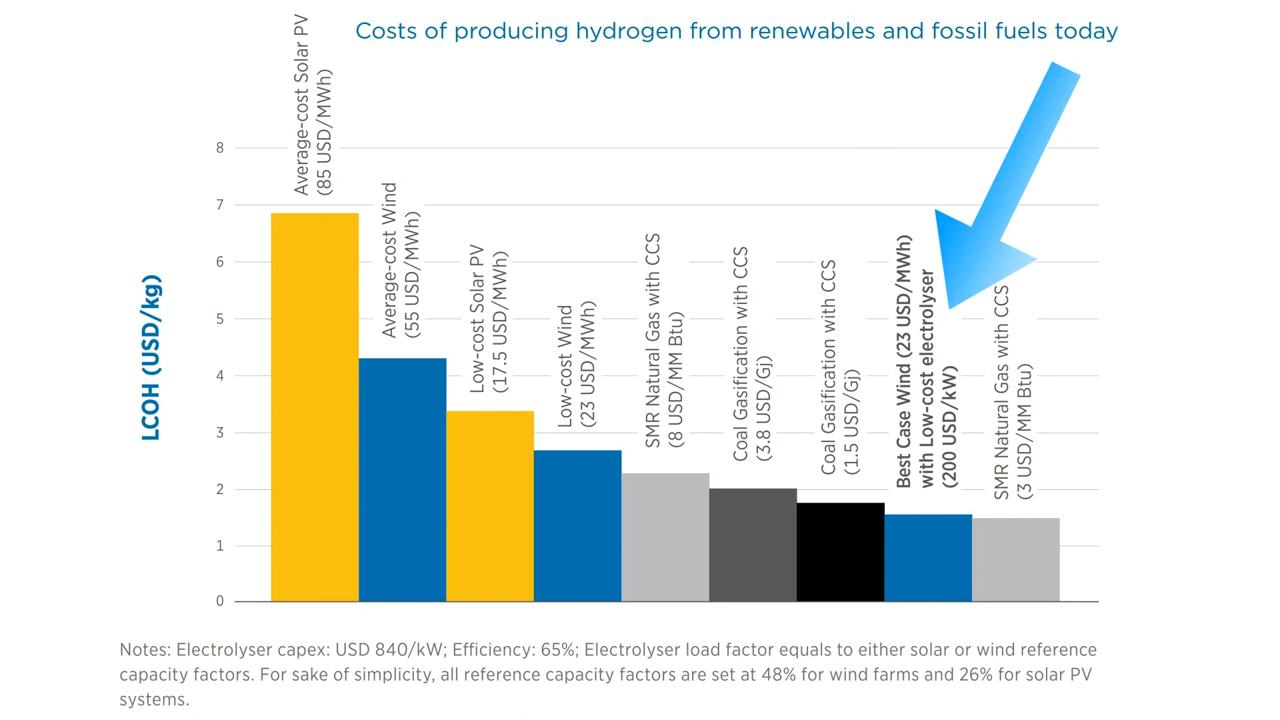 Costs of producing hydrogen from renewables and fossil fuels today
LCOH (USD/kg)
8
7
6
5
4
3
2
1
0
Average-cost Solar PV
(85 USD/MWh)
Average-cost Wind
(55 USD/MWh)
Low-cost Solar PV
(17.5 USD/MWh)
Low-cost Wind
(23 USD/MWh)
SMR Natural Gas with CCS
(8 USD/MM Btu)
Coal Gasification with CCS
(3.8 USD/Gj)
Coal Gasification with CCS
(1.5 USD/Gj)
Best Case Wind (23 USD/MWh)
with Low-cost electrolyser
(200 USD/kW)
SMR Natural Gas with CCS
(3 USD/MM Btu)
Notes: Electrolyser capex: USD 840/kW; Efficiency: 65%; Electrolyser load factor equals to either solar or wind reference
capacity factors. For sake of simplicity, all reference capacity factors are set at 48% for wind farms and 26% for solar PV
systems.